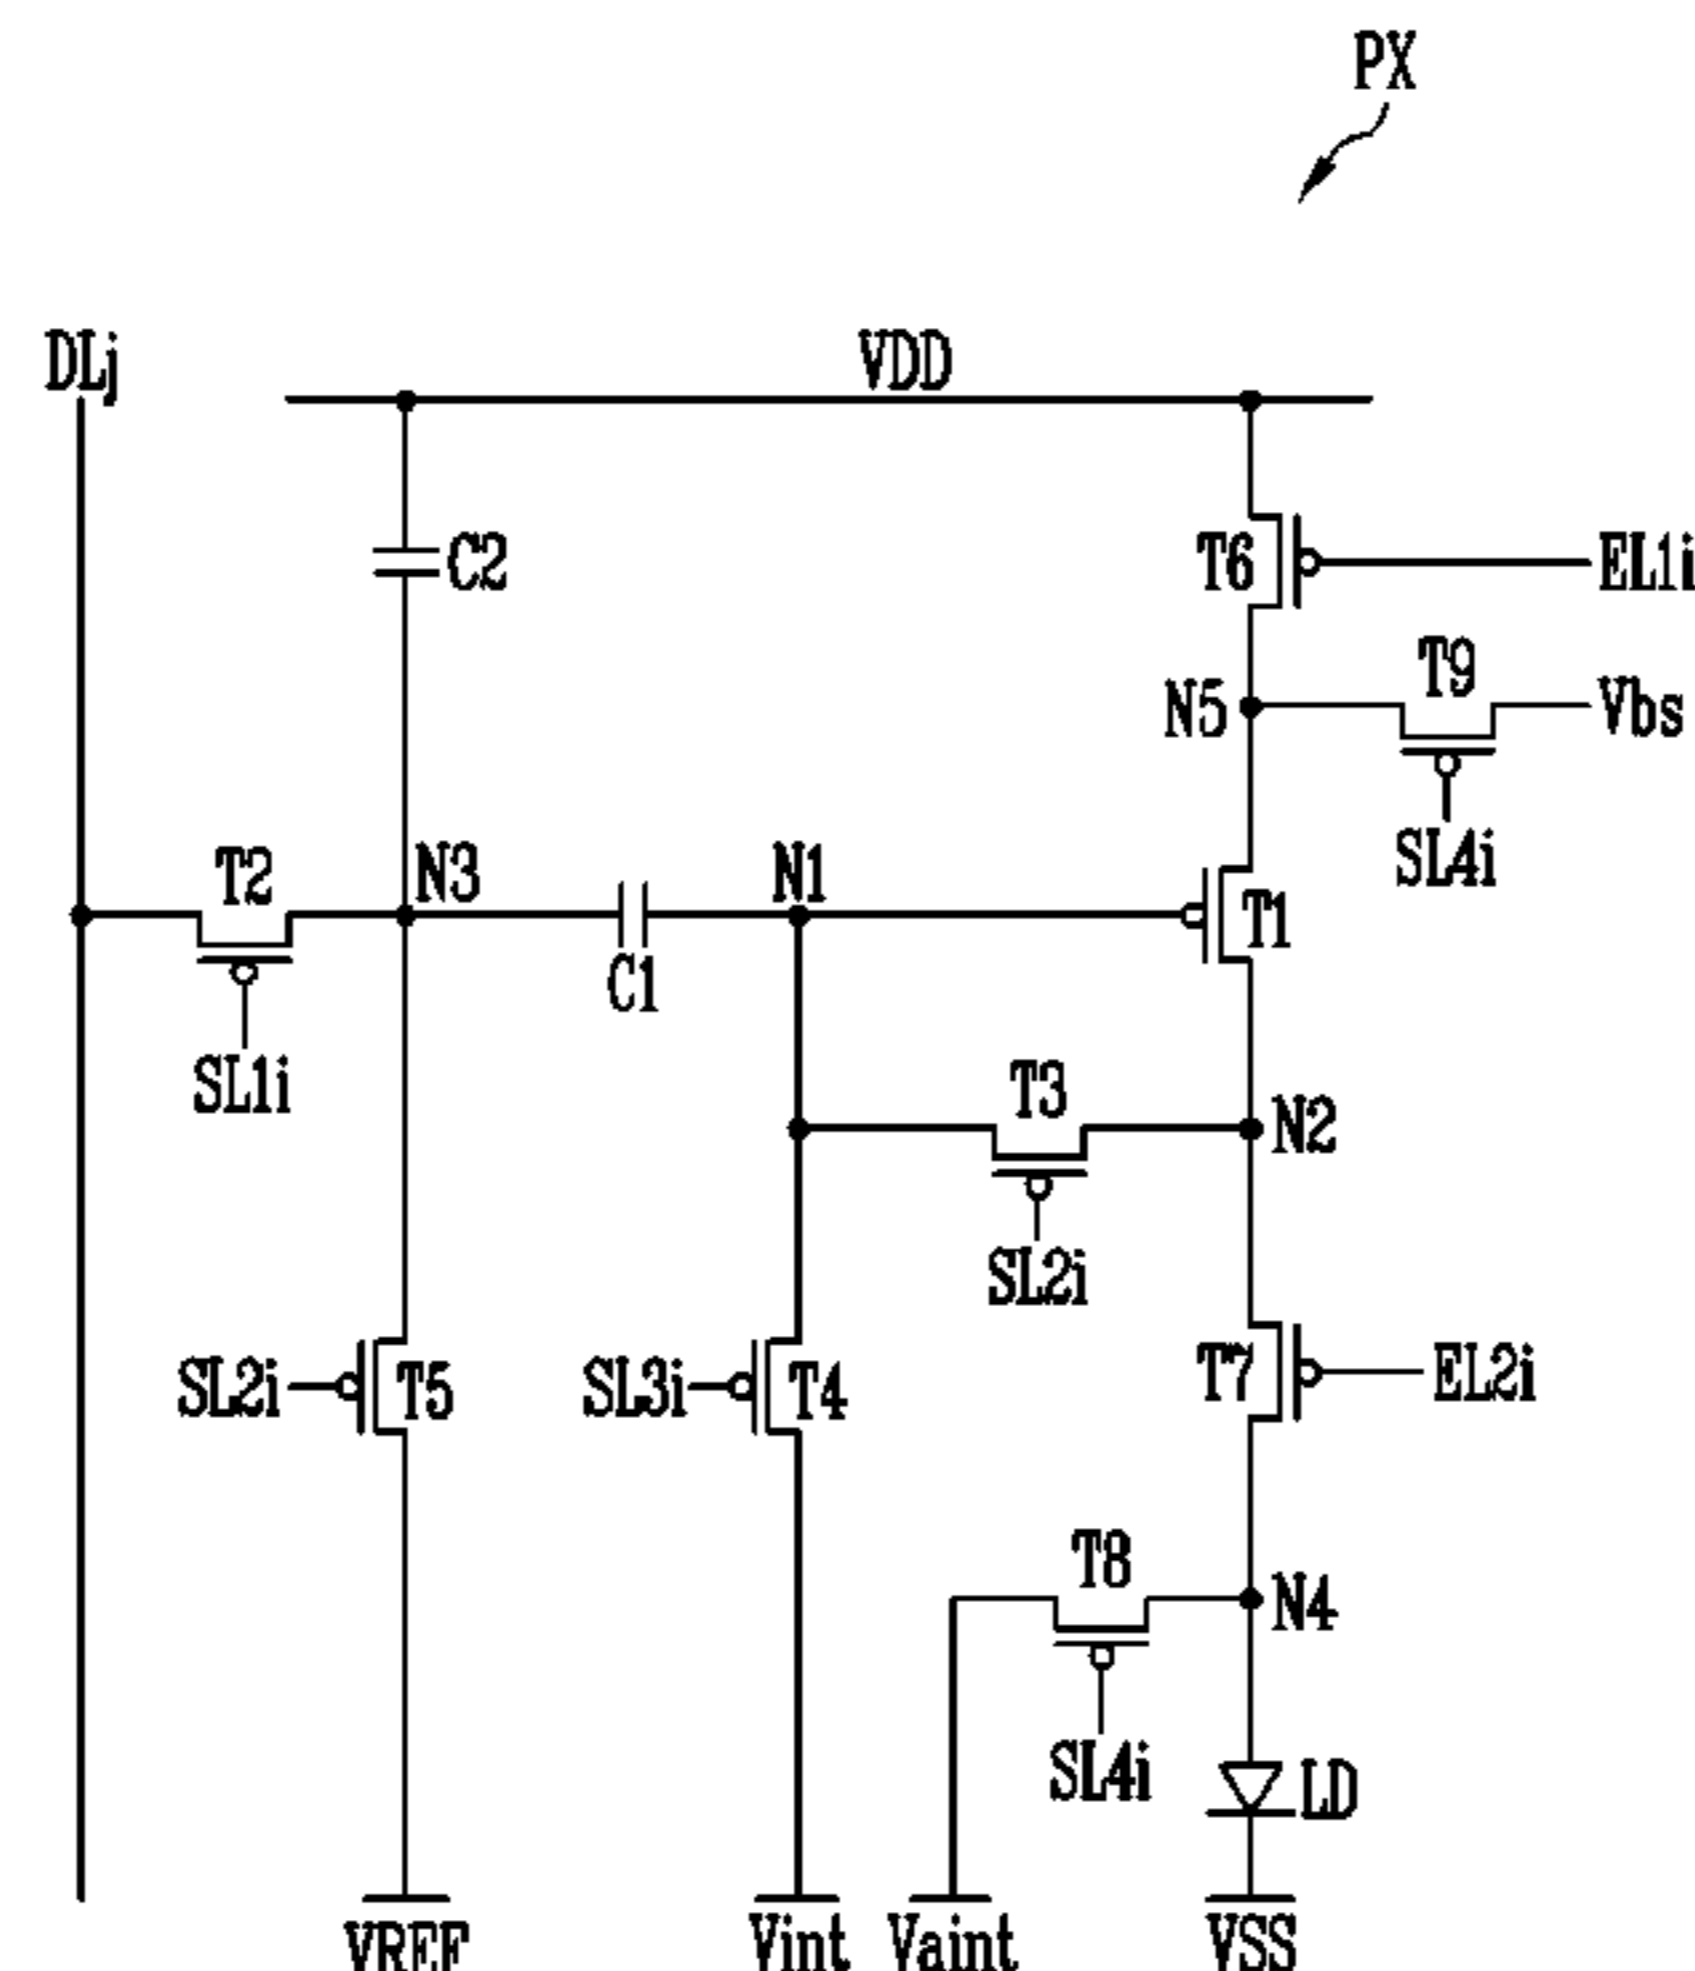 PX
DLj
VDD
C2
T6
EL1i
T9
N5
Vbs
SL4i
T2
N3
N1
T1
C1
SL1i
T3
N2
SL2i
SL2i
T5
SL3i
T4
T7
EL2i
T8
N4
SL4i
LD
VREF
Vint
Vaint
VSS